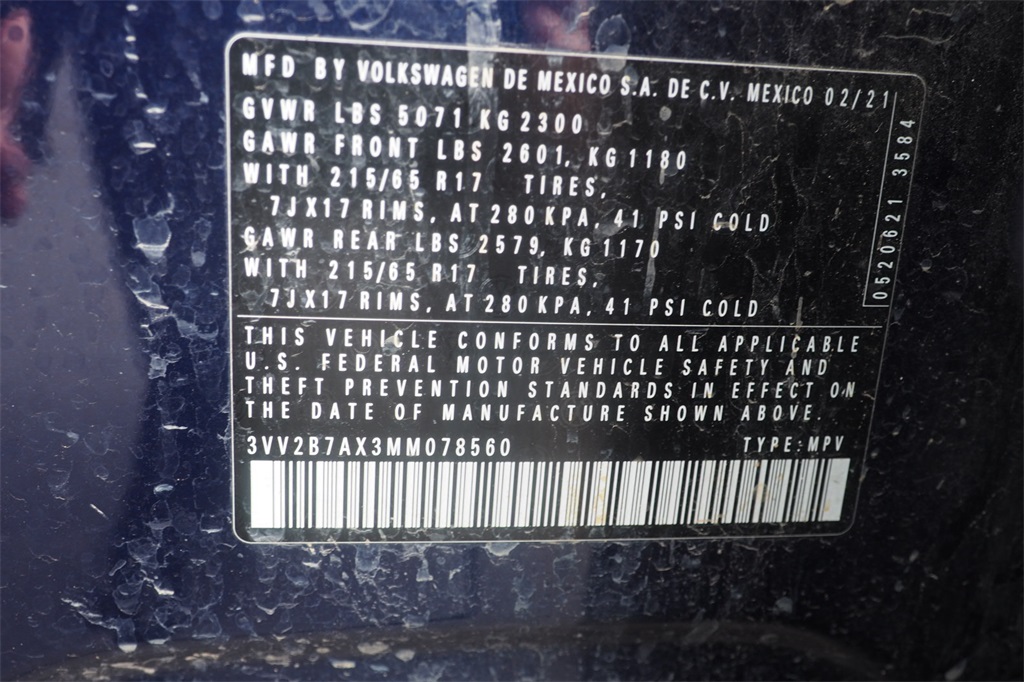 MFD BY VOLKSWAGEN DE MEXICO S.A. DE C.V. MEXICO 02/21
GVWR LBS 5071 KG 2300
GAWR FRONT LBS 2601, KG 1180
WITH 215/65 R17 TIRES,
7JX17 RIMS, AT 280 KPA, 41 PSI COLD
GAWR REAR LBS 2579, KG 1170
WITH 215/65 R17 TIRES,
7JX17 RIMS, AT 280 KPA, 41 PSI COLD
0520621 3584
THIS VEHICLE CONFORMS TO ALL APPLICABLE
U.S. FEDERAL MOTOR VEHICLE SAFETY AND
THEFT PREVENTION STANDARDS IN EFFECT ON
THE DATE OF MANUFACTURE SHOWN ABOVE.
3VV2B7AX3MM078560 TYPE:MPV